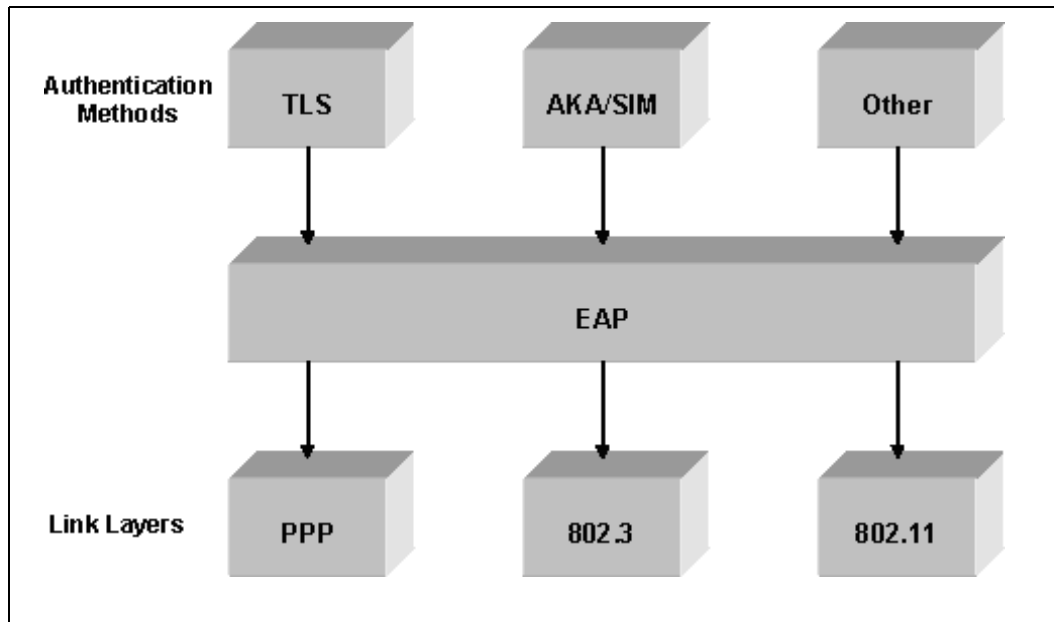 Authentication
Methods
TLS
AKA/SIM
Other
EAP
Link Layers
PPP
802.3
802.11